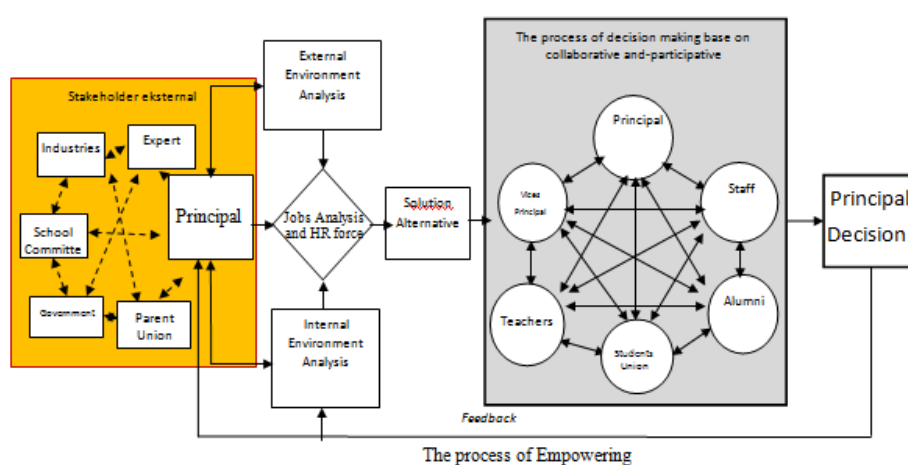 The process of decision making base on
collaborative and-participative
External
Environment
Analysis
Stakeholder eksternal
Industries
Expert
Principal
School
Committe
Government
Parent
Union
Jobs Analysis
and HR force
Solution
Alternative
Internal
Environment
Analysis
Principal
Vices
Principal
Staff
Teachers
Alumni
Students
Union
Principal
Decision
Feedback
The process of Empowering